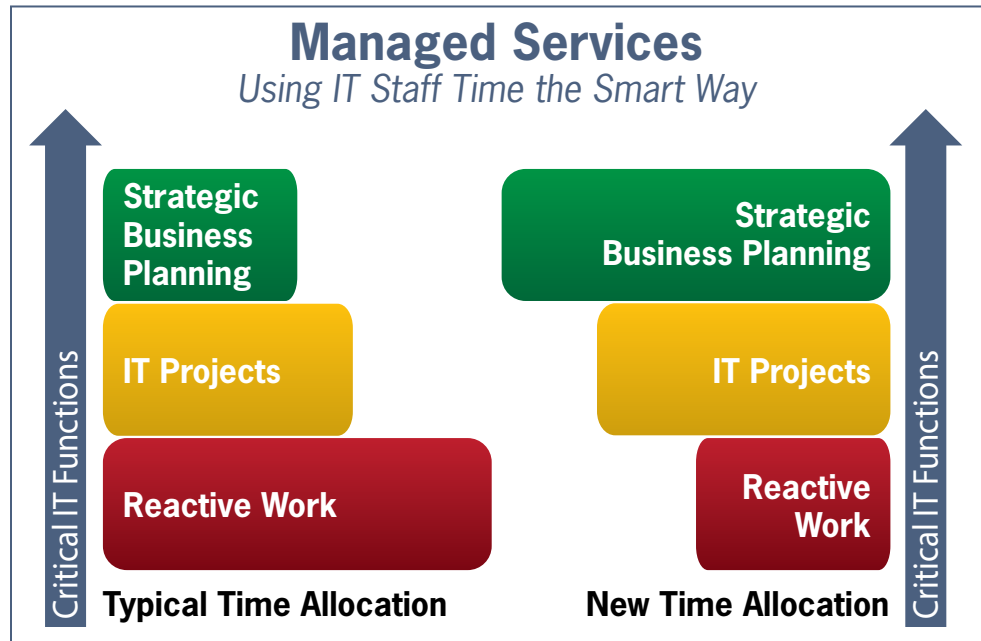 Managed Services
Using IT Staff Time the Smart Way
Critical IT Functions
Strategic
Business
Planning
IT Projects
Reactive Work
Typical Time Allocation
Strategic
Business Planning
IT Projects
Reactive
Work
New Time Allocation
Critical IT Functions